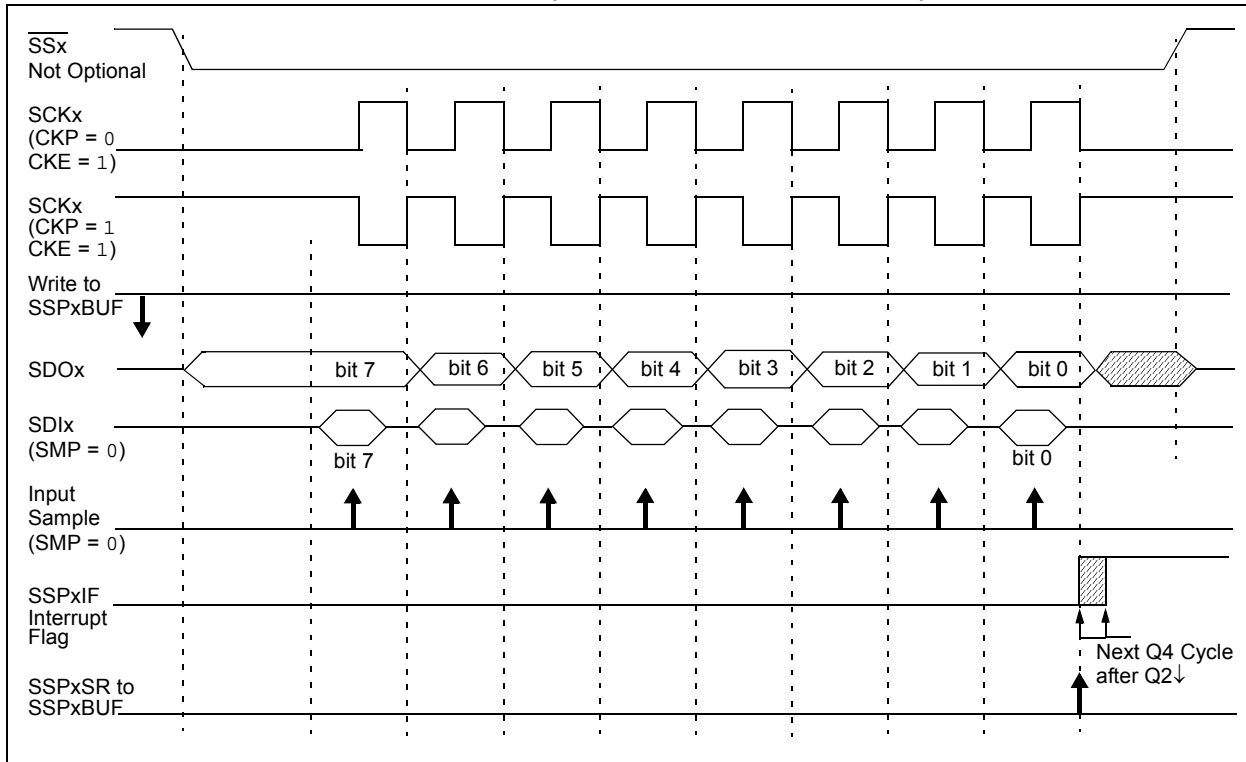 SSx
Not Optional
SCKx
(CKP = 0
CKE = 1)
SCKx
(CKP = 1
CKE = 1)
Write to
SSPxBUF
SDOx
bit 7
bit 6
bit 5
bit 4
bit 3
bit 2
bit 1
bit 0
SDIx
(SMP = 0)
bit 7
bit 0
Input
Sample
(SMP = 0)
SSPxIF
Interrupt
Flag
Next Q4 Cycle
after Q2↓
SSPxSR to
SSPxBUF